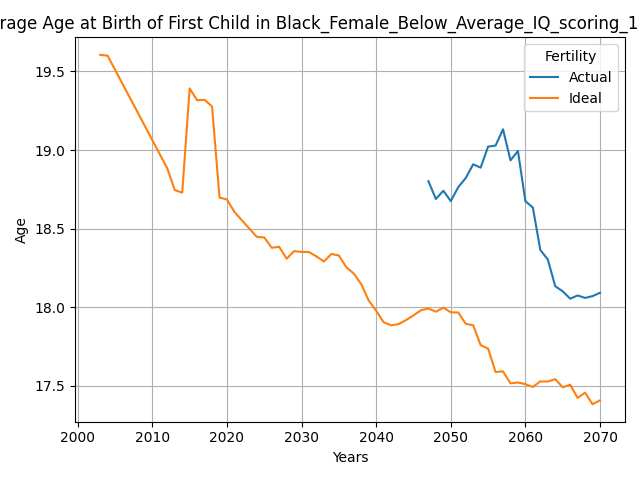 rage Age at Birth of First Child in Black_Female_Below_Average_IQ_scoring_1
Fertility
Actual
Ideal
19.5
19.0
18.5
18.0
17.5
Age
2000 2010 2020 2030 2040 2050 2060 2070
Years